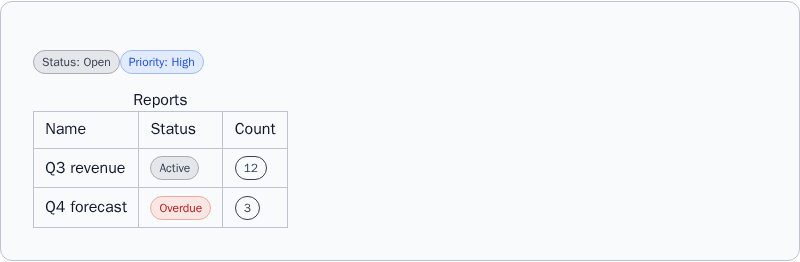 Status: Open Priority: High
Reports
Name Status Count
Q3 revenue Active 12
Q4 forecast Overdue 3